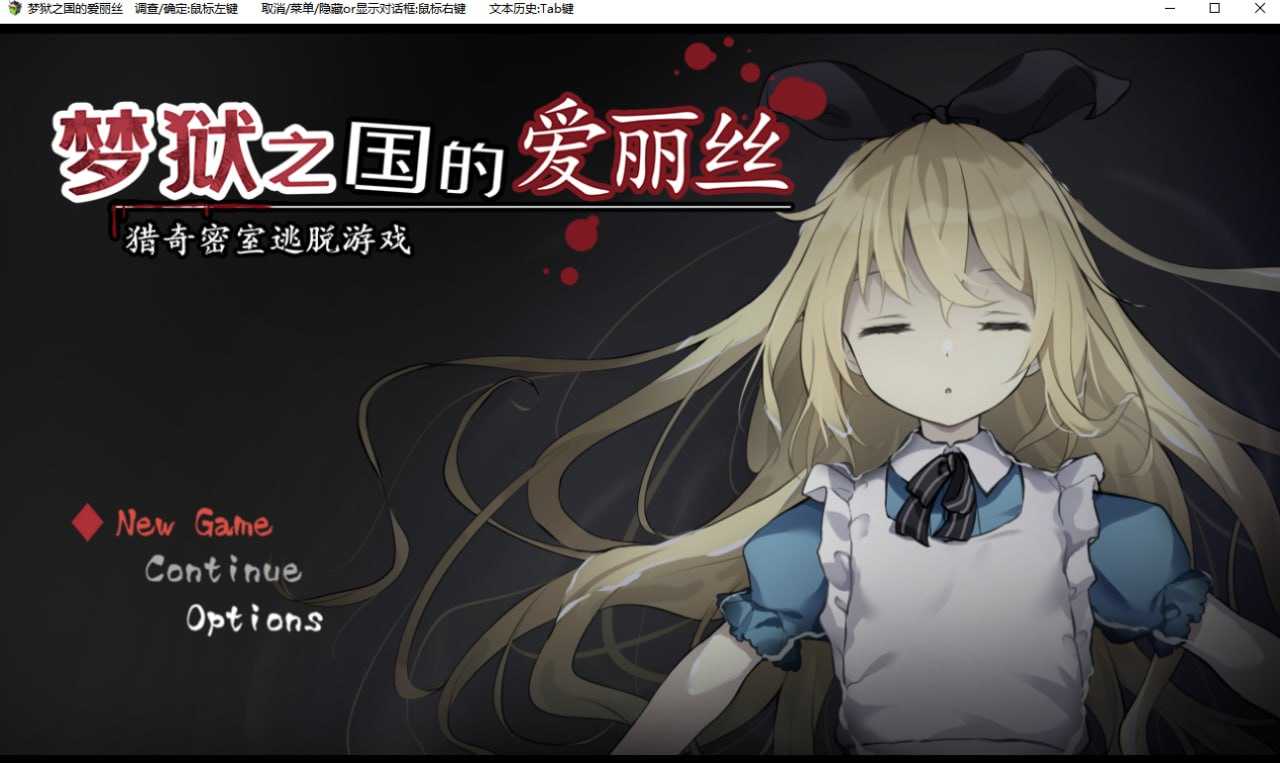 梦狱之国的爱丽丝 调查/确定:鼠标左键 取消/菜单/隐藏or显示对话框:鼠标右键 文本历史:Tab键
梦狱之国的爱丽丝
猎奇密室逃脱游戏
New Game
Continue
Options